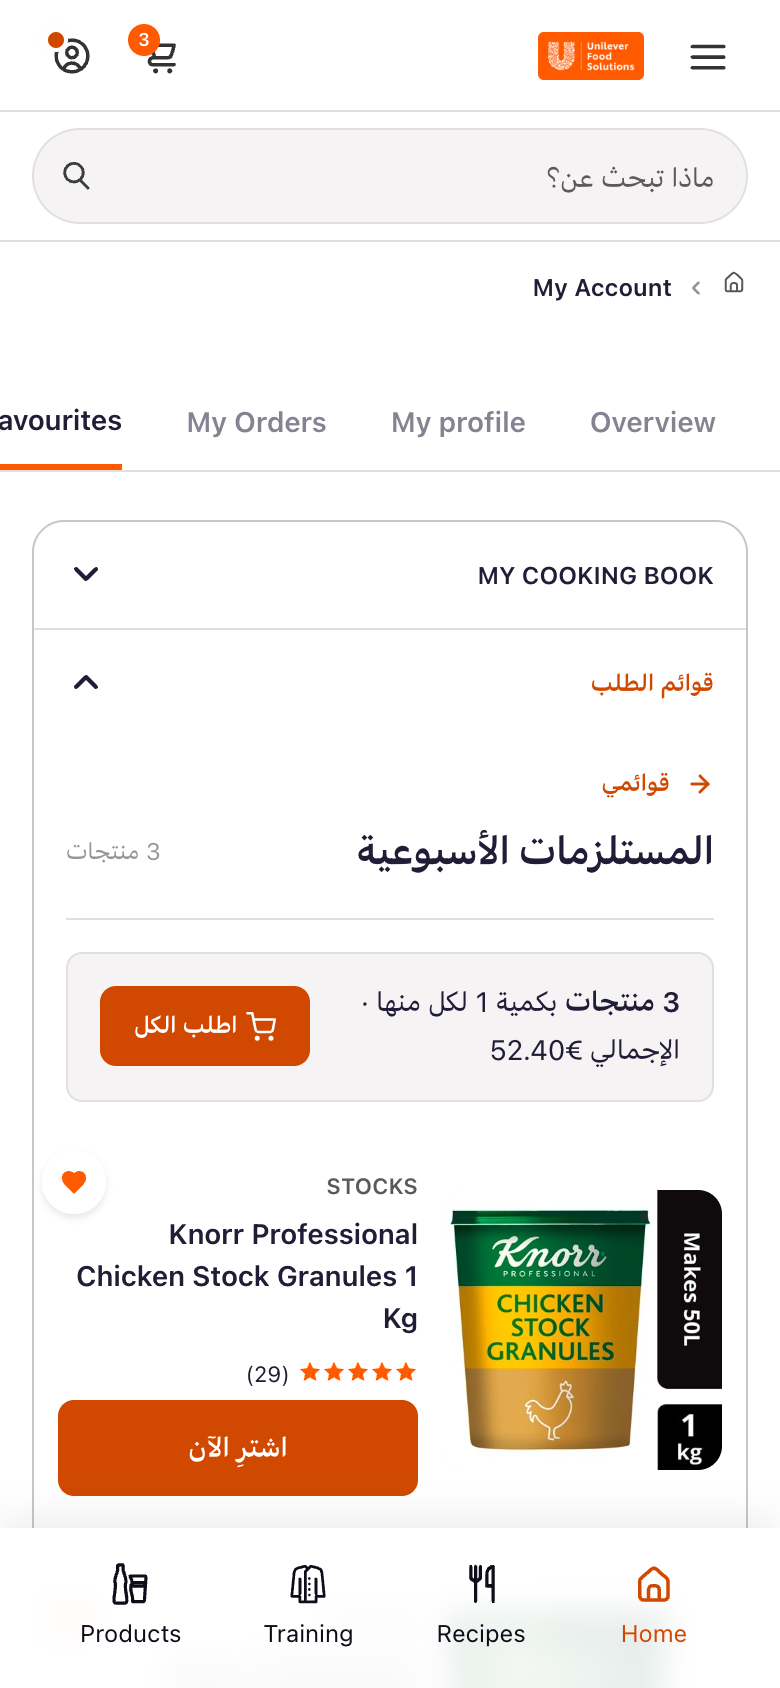 3
Unilever
Food
Solutions
ماذا تبحث عن؟
My Account
Overview
My profile
My Orders
avourites
MY COOKING BOOK
قوائم الطلب
قوائمي
المستلزمات الأسبوعية
3 منتجات
3 منتجات بكمية 1 لكل منها ·
الإجمالي €52.40
اطلب الكل
STOCKS
Knorr Professional
Chicken Stock Granules 1
Kg
(29)
اشترِ الآن
Knorr
PROFESSIONAL
CHICKEN
STOCK
GRANULES
Makes 50L
1
kg
Home
Recipes
Training
Products